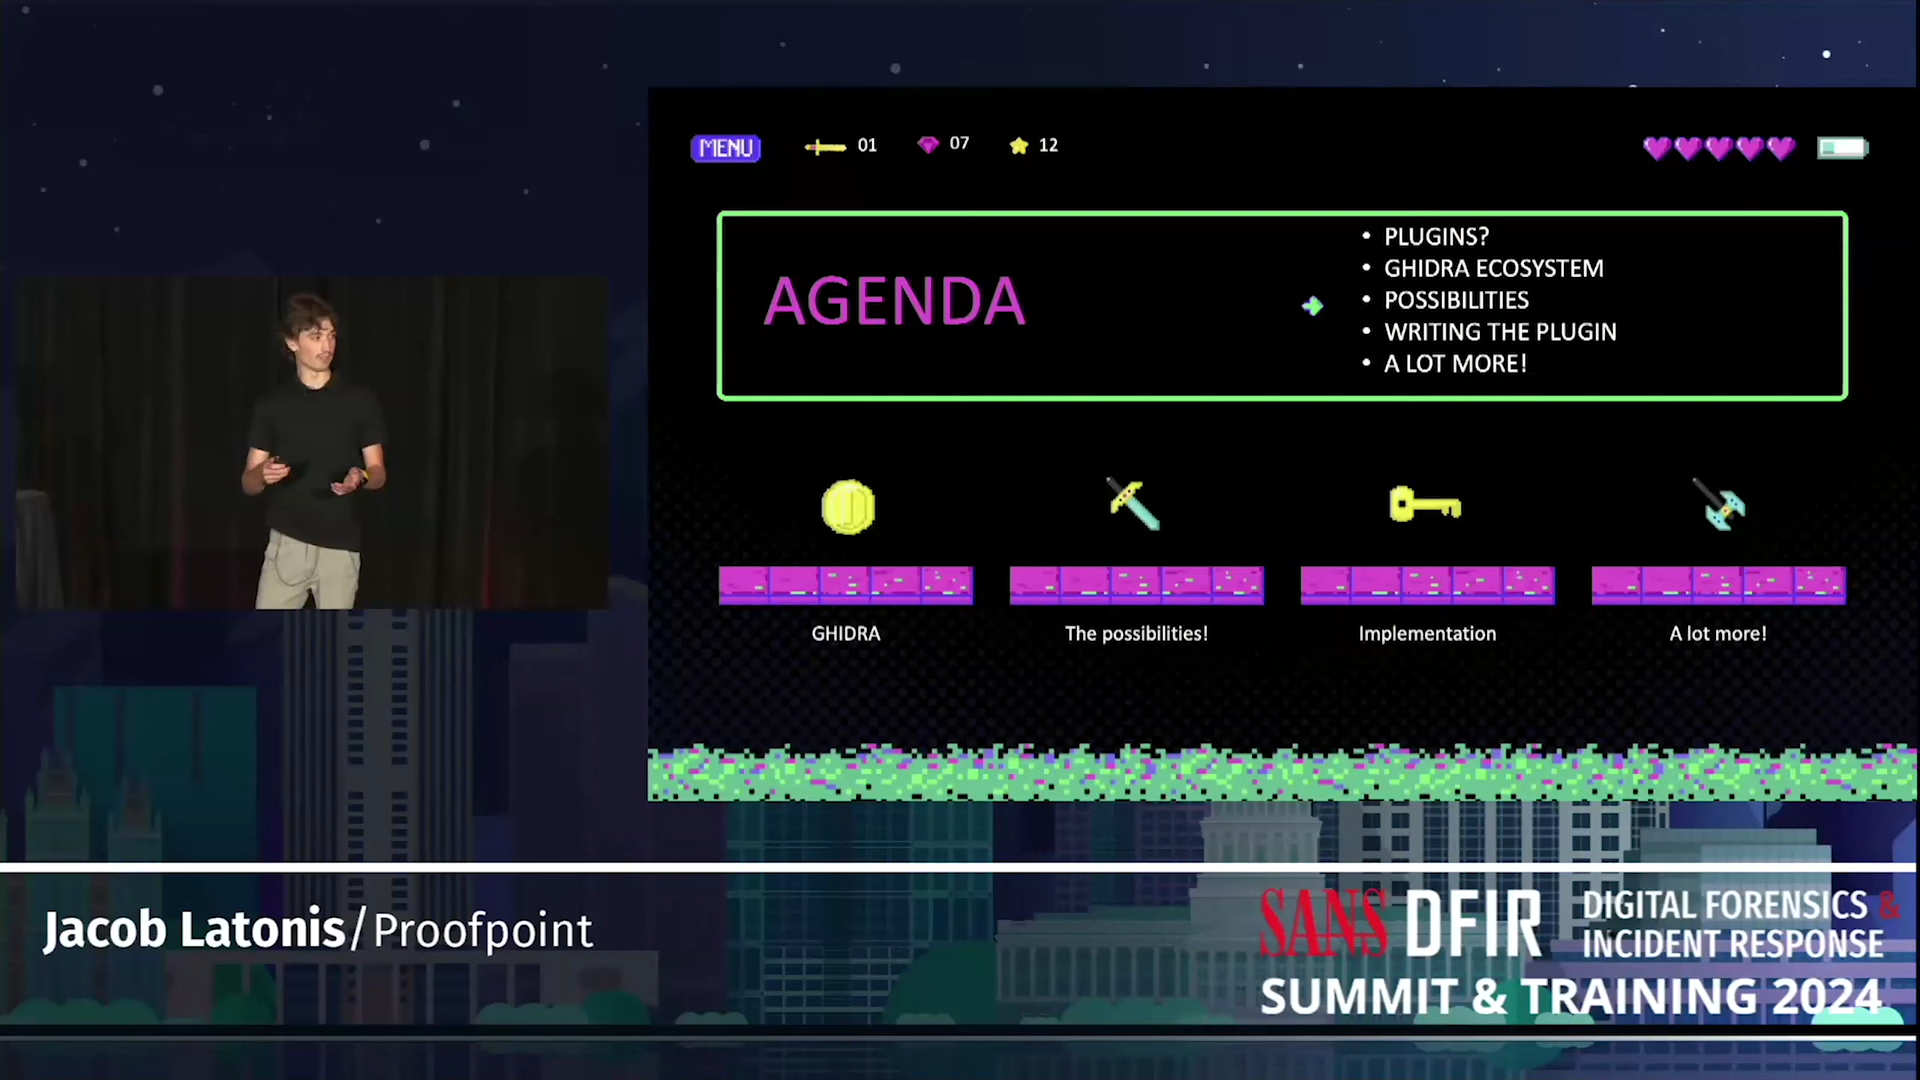 MENU
01
07
12
AGENDA
• PLUGINS?
• GHIDRA ECOSYSTEM
• POSSIBILITIES
• WRITING THE PLUGIN
• A LOT MORE!
GHIDRA
The possibilities!
Implementation
A lot more!
Jacob Latonis/Proofpoint
SANS DFIR
DIGITAL FORENSICS &
INCIDENT RESPONSE
SUMMIT & TRAINING 2024